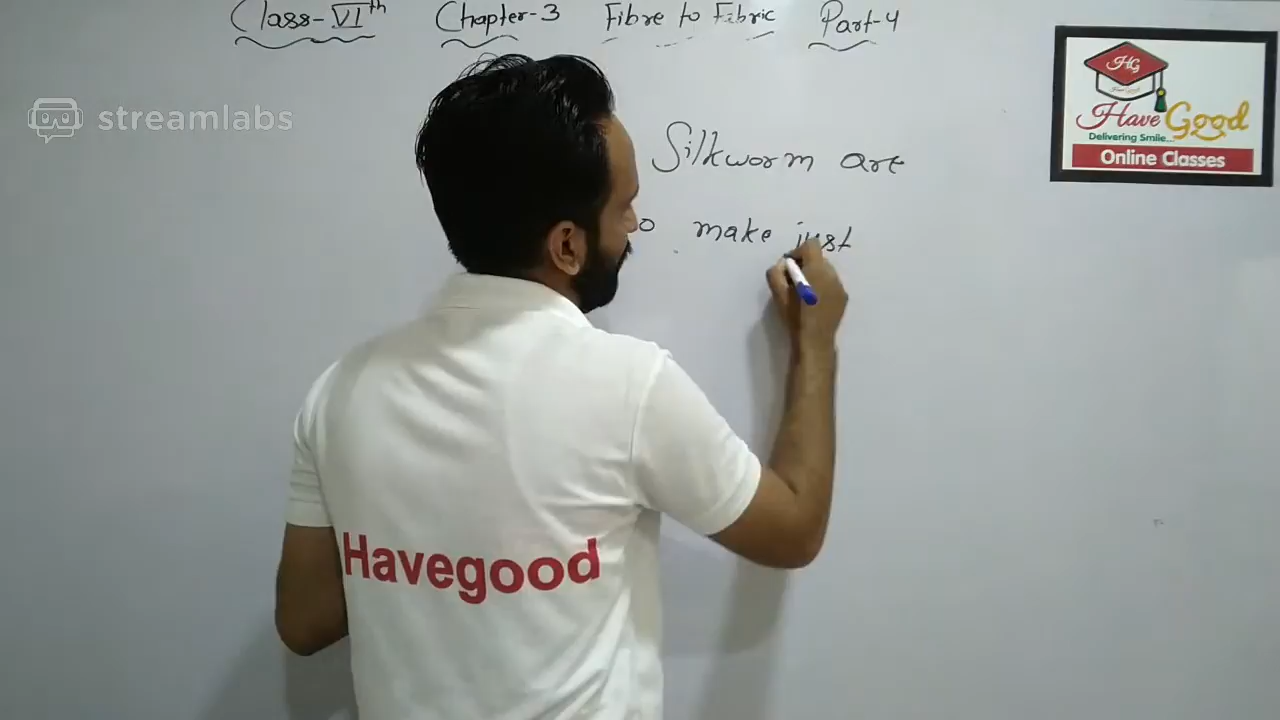 Class-VIth Chapter-3 Fibre to Fabric Part-4
streamlabs
HG
Have Good
Delivering Smile...
Online Classes
Silkworm are
make just
Havegood